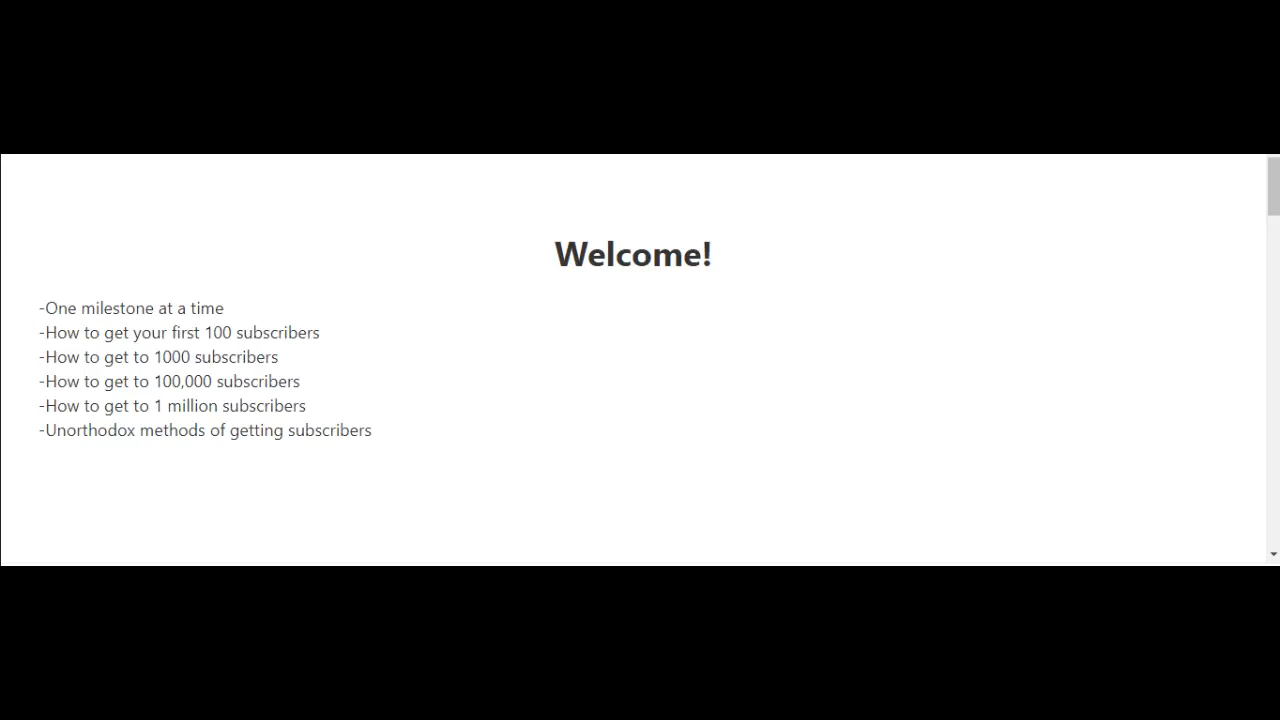 Welcome!
-One milestone at a time
-How to get your first 100 subscribers
-How to get to 1000 subscribers
-How to get to 100,000 subscribers
-How to get to 1 million subscribers
-Unorthodox methods of getting subscribers